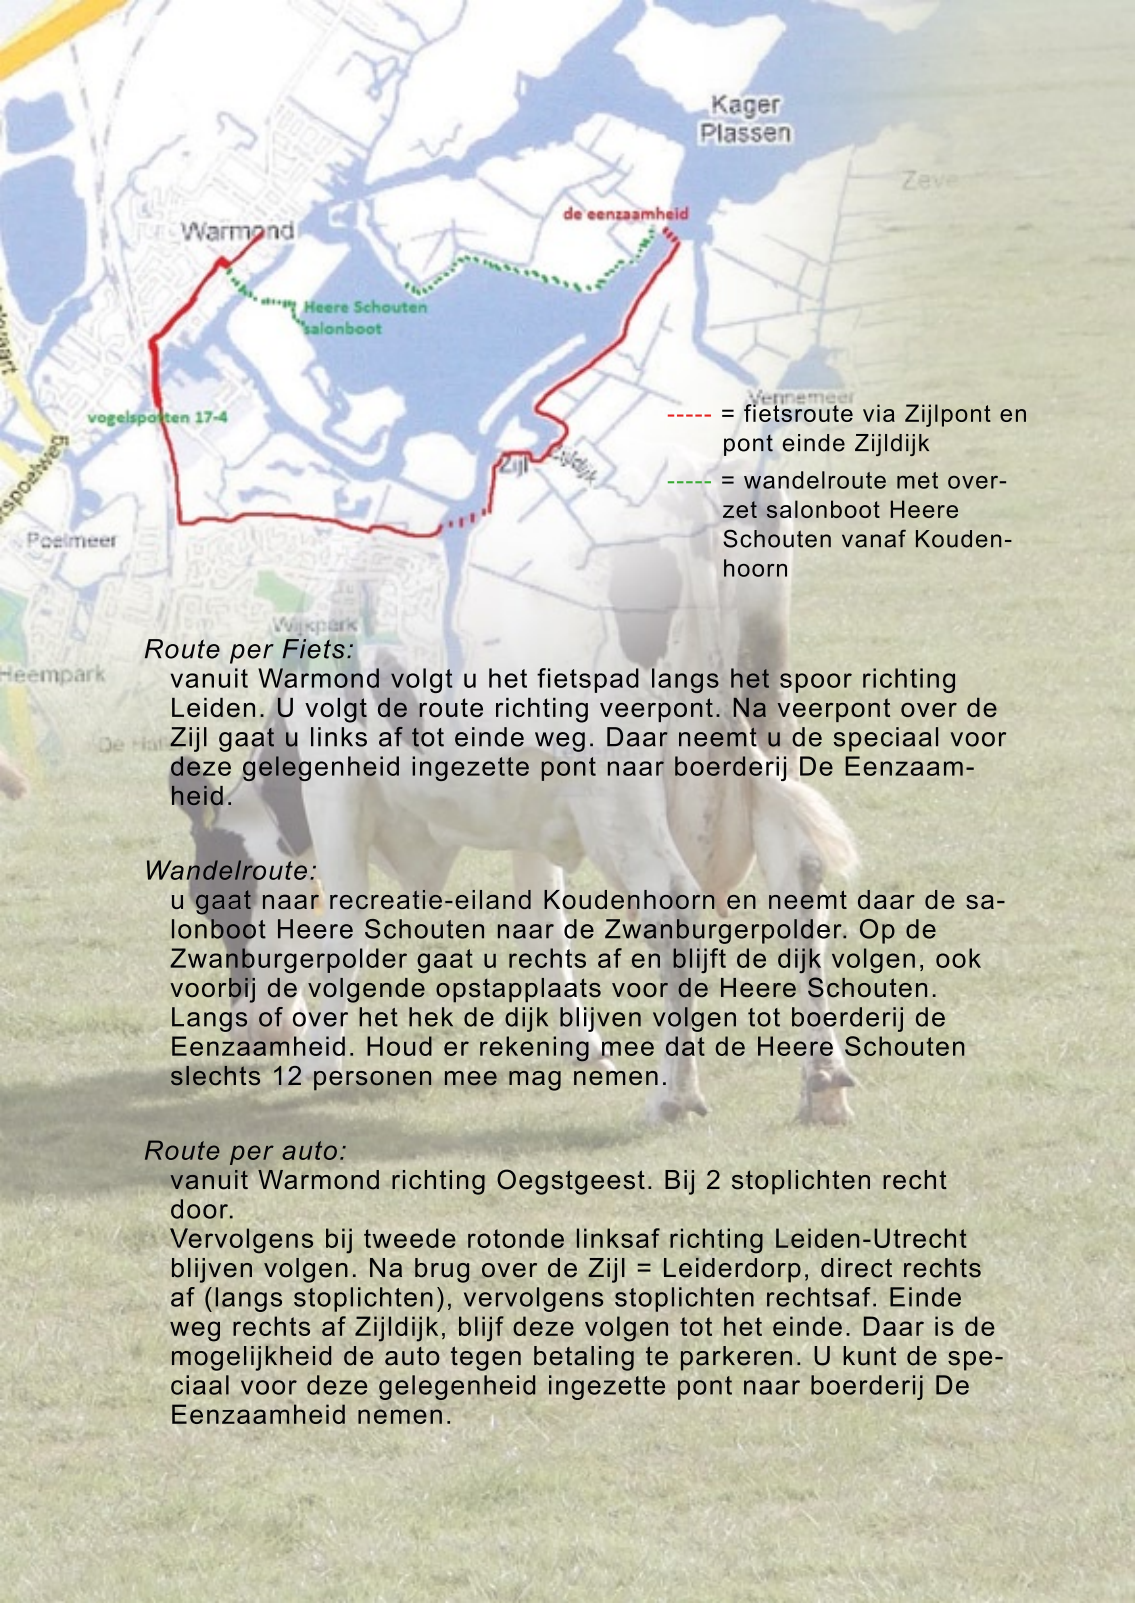 Kager
Plassen
Zeve
de eenzaamheid
Warmond
Heere Schouten
salonboot
vogelspotten 17-4
Vennemeer
----- = fietsroute via Zijlpont en
pont einde Zijldijk
Zijl
Zijldijk
----- = wandelroute met over-
zet salonboot Heere
Schouten vanaf Kouden-
hoorn
Poelmeer
Wijkpark
Heempark
Route per Fiets:
vanuit Warmond volgt u het fietspad langs het spoor richting
Leiden. U volgt de route richting veerpont. Na veerpont over de
Zijl gaat u links af tot einde weg. Daar neemt u de speciaal voor
deze gelegenheid ingezette pont naar boerderij De Eenzaam-
heid.
Wandelroute:
u gaat naar recreatie-eiland Koudenhoorn en neemt daar de sa-
lonboot Heere Schouten naar de Zwanburgerpolder. Op de
Zwanburgerpolder gaat u rechts af en blijft de dijk volgen, ook
voorbij de volgende opstapplaats voor de Heere Schouten.
Langs of over het hek de dijk blijven volgen tot boerderij de
Eenzaamheid. Houd er rekening mee dat de Heere Schouten
slechts 12 personen mee mag nemen.
Route per auto:
vanuit Warmond richting Oegstgeest. Bij 2 stoplichten recht
door.
Vervolgens bij tweede rotonde linksaf richting Leiden-Utrecht
blijven volgen. Na brug over de Zijl = Leiderdorp, direct rechts
af (langs stoplichten), vervolgens stoplichten rechtsaf. Einde
weg rechts af Zijldijk, blijf deze volgen tot het einde. Daar is de
mogelijkheid de auto tegen betaling te parkeren. U kunt de spe-
ciaal voor deze gelegenheid ingezette pont naar boerderij De
Eenzaamheid nemen.